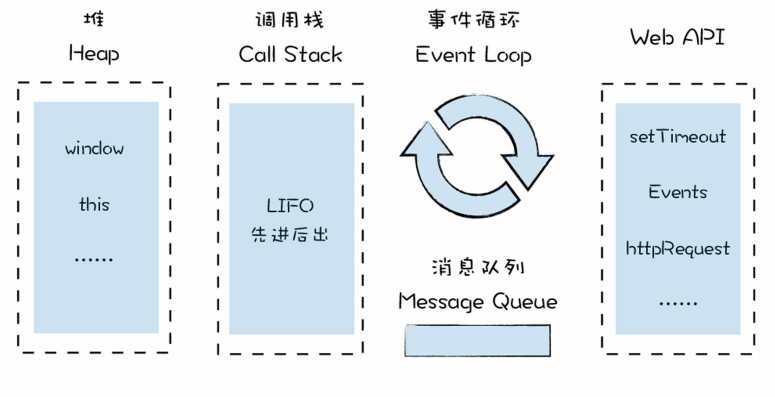 堆
Heap
window
this
......
调用栈
Call Stack
LIFO
先进后出
事件循环
Event Loop
消息队列
Message Queue
Web API
setTimeout
Events
httpRequest
......